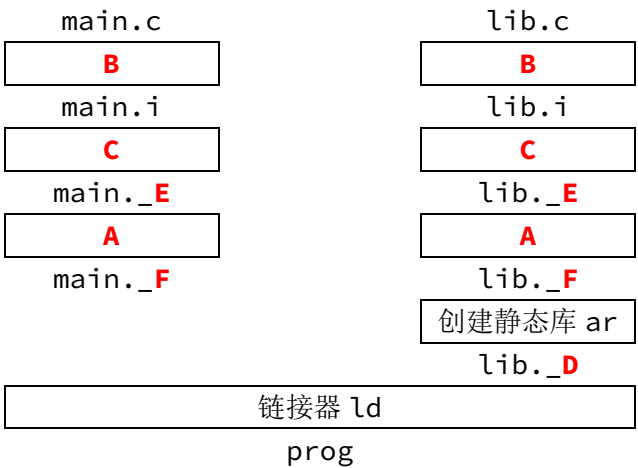 main.c lib.c
B B
main.i lib.i
C C
main._E lib._E
A A
main._F lib._F
创建静态库 ar
lib._D
链接器 ld
prog